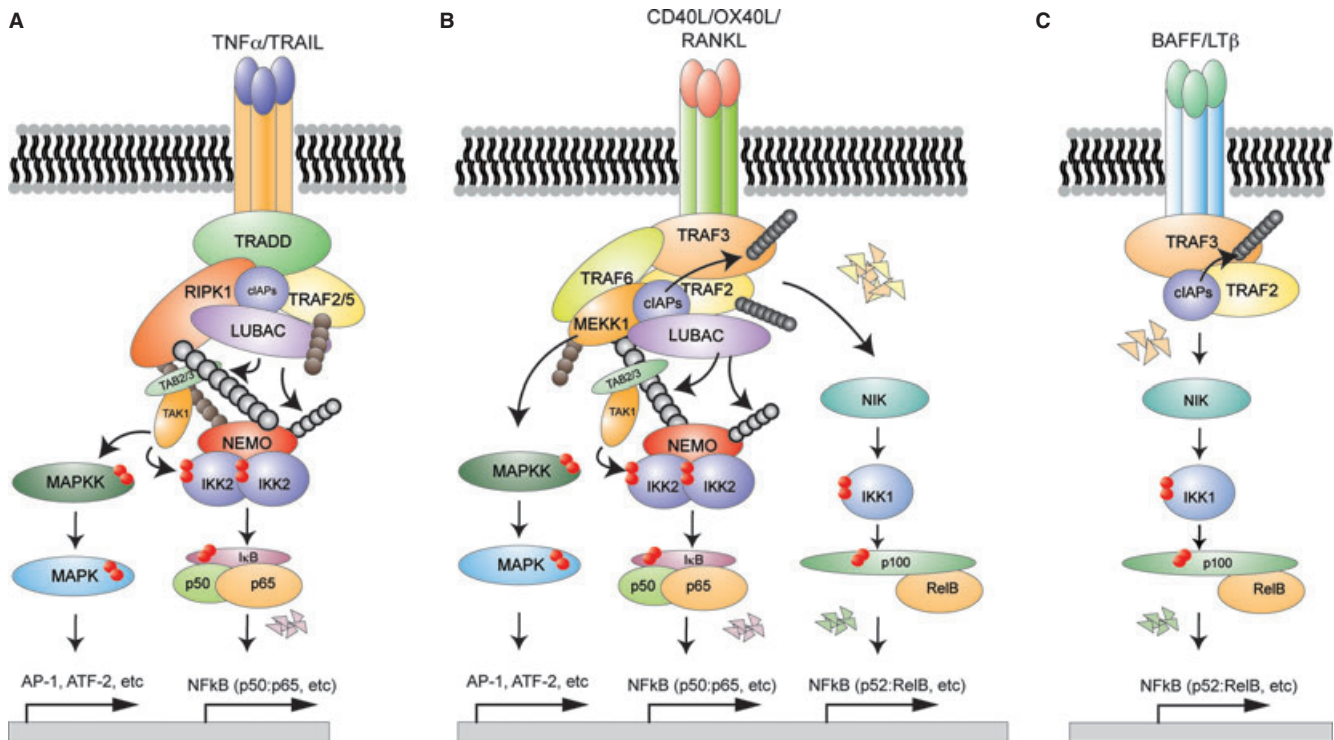 A
TNFα/TRAIL
TRADD
RIPK1
cIAPs
TRAF2/5
LUBAC
TAB2/3
TAK1
NEMO
MAPKK
IKK2
IKK2
MAPK
IκB
p50
p65
AP-1, ATF-2, etc
NFkB (p50:p65, etc)
B
CD40L/OX40L/
RANKL
TRAF3
TRAF6
TRAF2
cIAPs
MEKK1
LUBAC
TAB2/3
TAK1
NEMO
MAPKK
IKK2
IKK2
MAPK
IκB
p50
p65
NIK
IKK1
p100
RelB
AP-1, ATF-2, etc
NFkB (p50:p65, etc)
NFkB (p52:RelB, etc)
C
BAFF/LTβ
TRAF3
cIAPs
TRAF2
NIK
IKK1
p100
RelB
NFkB (p52:RelB, etc)